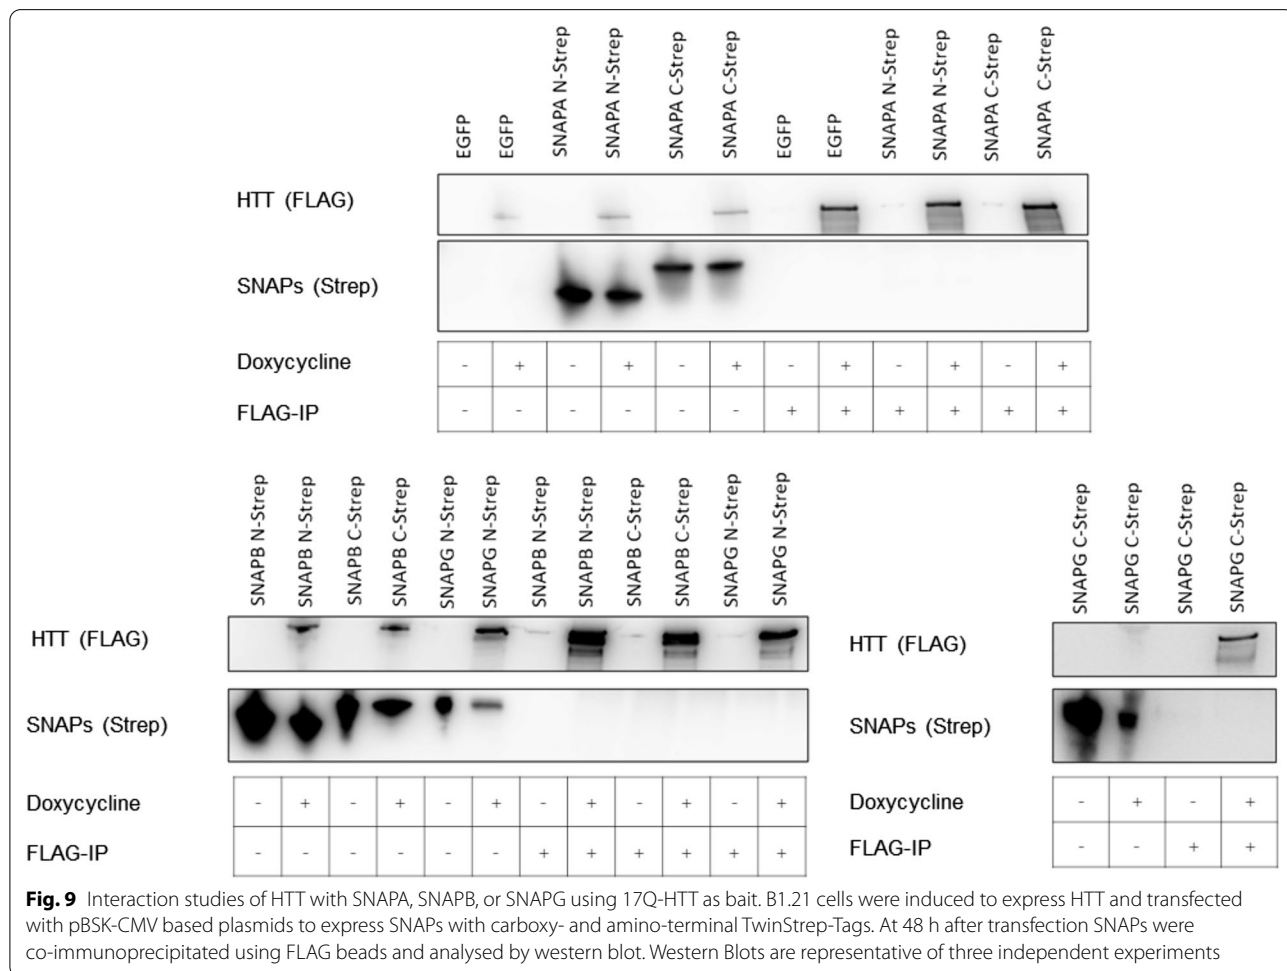 EGFP
EGFP
SNAPA N-Strep
SNAPA N-Strep
SNAPA C-Strep
SNAPA C-Strep
EGFP
EGFP
SNAPA N-Strep
SNAPA N-Strep
SNAPA C-Strep
SNAPA C-Strep
HTT (FLAG)
SNAPs (Strep)
Doxycycline - + - + - + - + - + - +
FLAG-IP - - - - - - + + + + + +
SNAPB N-Strep
SNAPB N-Strep
SNAPB C-Strep
SNAPB C-Strep
SNAPG N-Strep
SNAPG N-Strep
SNAPB N-Strep
SNAPB N-Strep
SNAPB C-Strep
SNAPB C-Strep
SNAPG N-Strep
SNAPG N-Strep
HTT (FLAG)
SNAPs (Strep)
Doxycycline - + - + - + - + - + - +
FLAG-IP - - - - - - + + + + + +
SNAPG C-Strep
SNAPG C-Strep
SNAPG C-Strep
SNAPG C-Strep
HTT (FLAG)
SNAPs (Strep)
Doxycycline - + - +
FLAG-IP - - + +
Fig. 9 Interaction studies of HTT with SNAPA, SNAPB, or SNAPG using 17Q-HTT as bait. B1.21 cells were induced to express HTT and transfected
with pBSK-CMV based plasmids to express SNAPs with carboxy- and amino-terminal TwinStrep-Tags. At 48 h after transfection SNAPs were
co-immunoprecipitated using FLAG beads and analysed by western blot. Western Blots are representative of three independent experiments